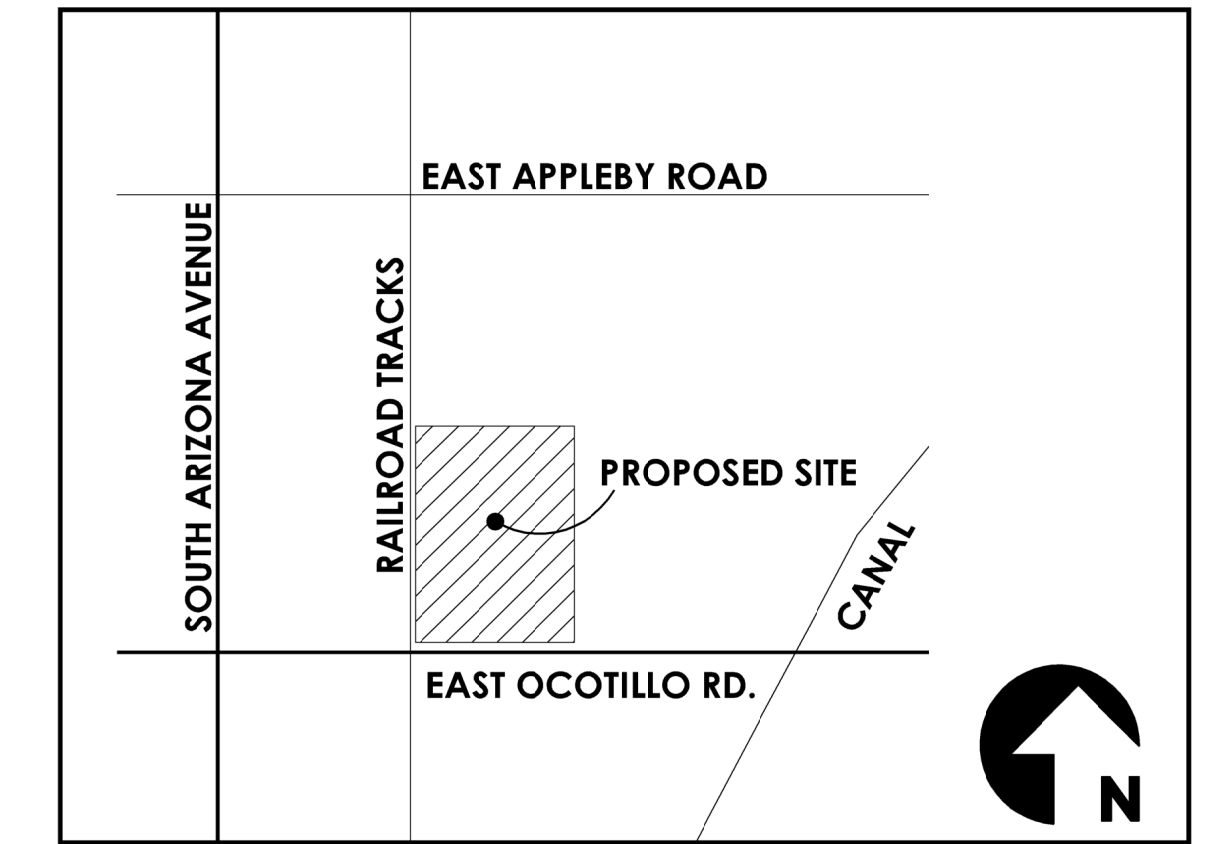 EAST APPLEBY ROAD
SOUTH ARIZONA AVENUE
RAILROAD TRACKS
PROPOSED SITE
CANAL
EAST OCOTILLO RD.
N